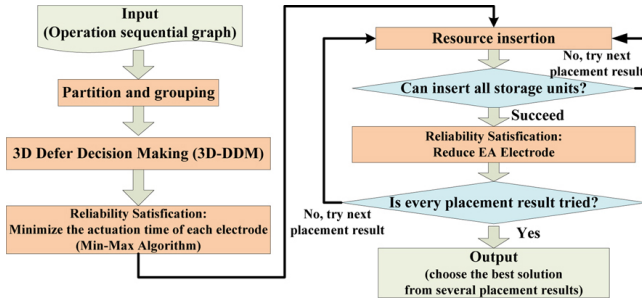 Input
(Operation sequential graph)
Partition and grouping
3D Defer Decision Making (3D-DDM)
Reliability Satisfaction:
Minimize the actuation time of each electrode
(Min-Max Algorithm)
Resource insertion
No, try next
placement result
Can insert all storage units?
Succeed
Reliability Satisfaction:
Reduce EA Electrode
Is every placement result tried?
No, try next
placement result
Yes
Output
(choose the best solution
from several placement results)